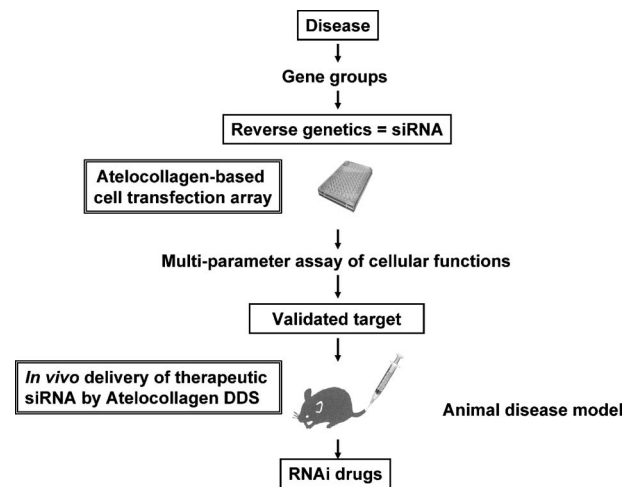 Disease
Gene groups
Reverse genetics = siRNA
Atelocollagen-based
cell transfection array
Multi-parameter assay of cellular functions
Validated target
In vivo delivery of therapeutic
siRNA by Atelocollagen DDS
Animal disease model
RNAi drugs